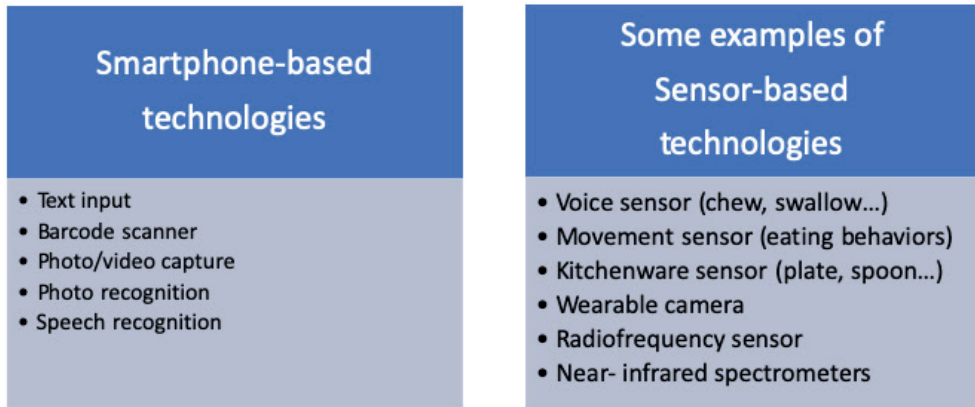 Smartphone-based
technologies
• Text input
• Barcode scanner
• Photo/video capture
• Photo recognition
• Speech recognition
Some examples of
Sensor-based
technologies
• Voice sensor (chew, swallow...)
• Movement sensor (eating behaviors)
• Kitchenware sensor (plate, spoon...)
• Wearable camera
• Radiofrequency sensor
• Near- infrared spectrometers